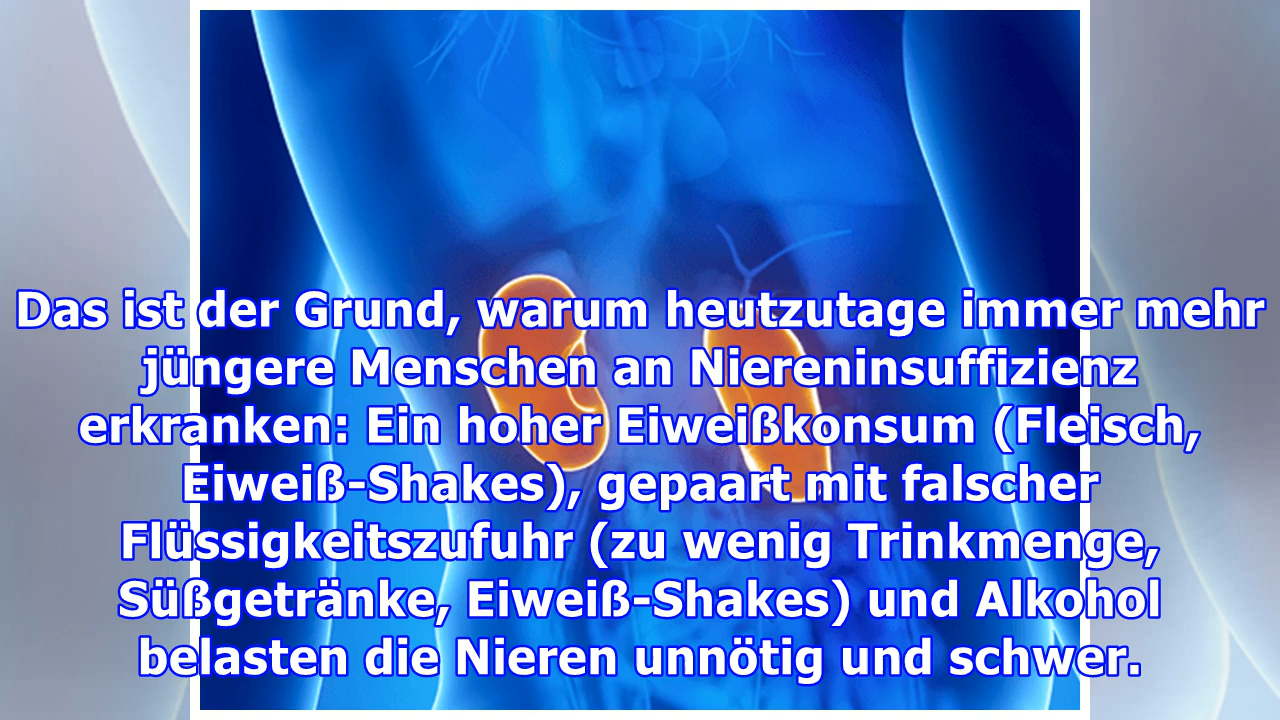 Das ist der Grund, warum heutzutage immer mehr
jüngere Menschen an Niereninsuffizienz
erkranken: Ein hoher Eiweißkonsum (Fleisch,
Eiweiß-Shakes), gepaart mit falscher
Flüssigkeitszufuhr (zu wenig Trinkmenge,
Süßgetränke, Eiweiß-Shakes) und Alkohol
belasten die Nieren unnötig und schwer.